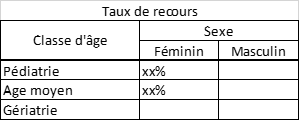 Taux de recours
Classe d'âge
Sexe
Féminin Masculin
Pédiatrie xx%
Age moyen xx%
Gériatrie